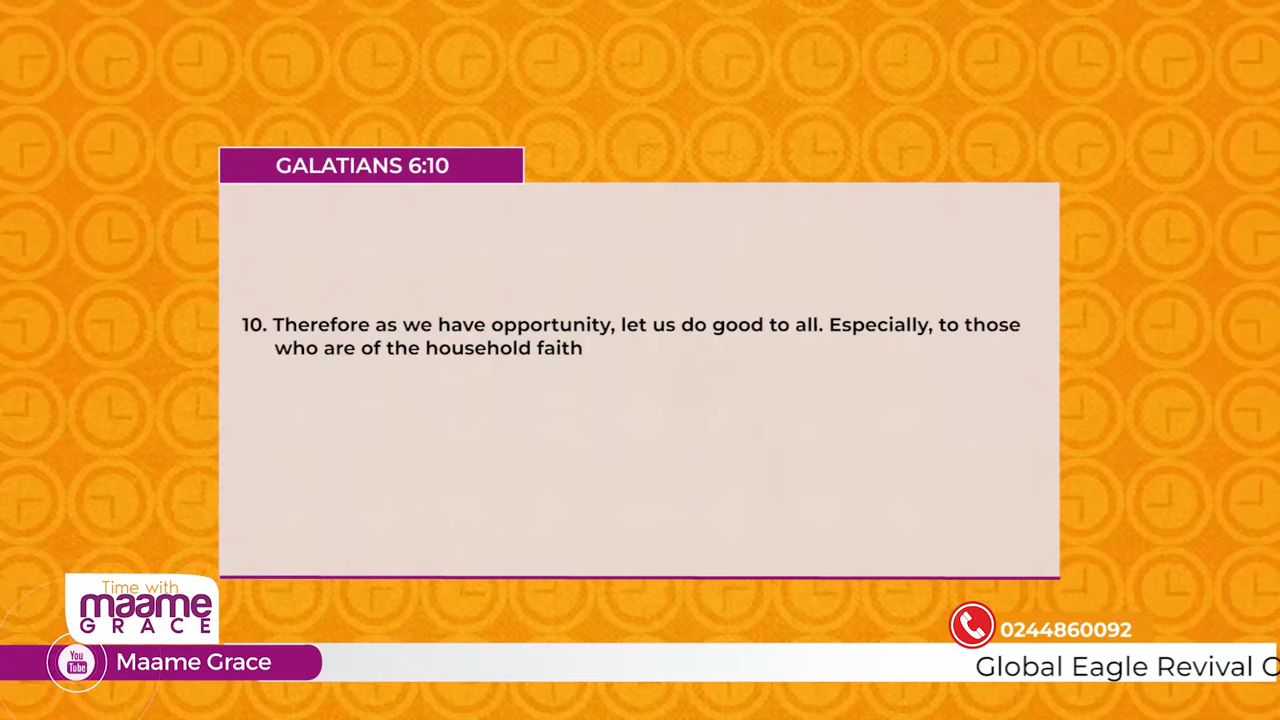 GALATIANS 6:10
10. Therefore as we have opportunity, let us do good to all. Especially, to those
who are of the household faith
Time with
maame
GRACE
You
Tube
Maame Grace
0244860092
Global Eagle Revival